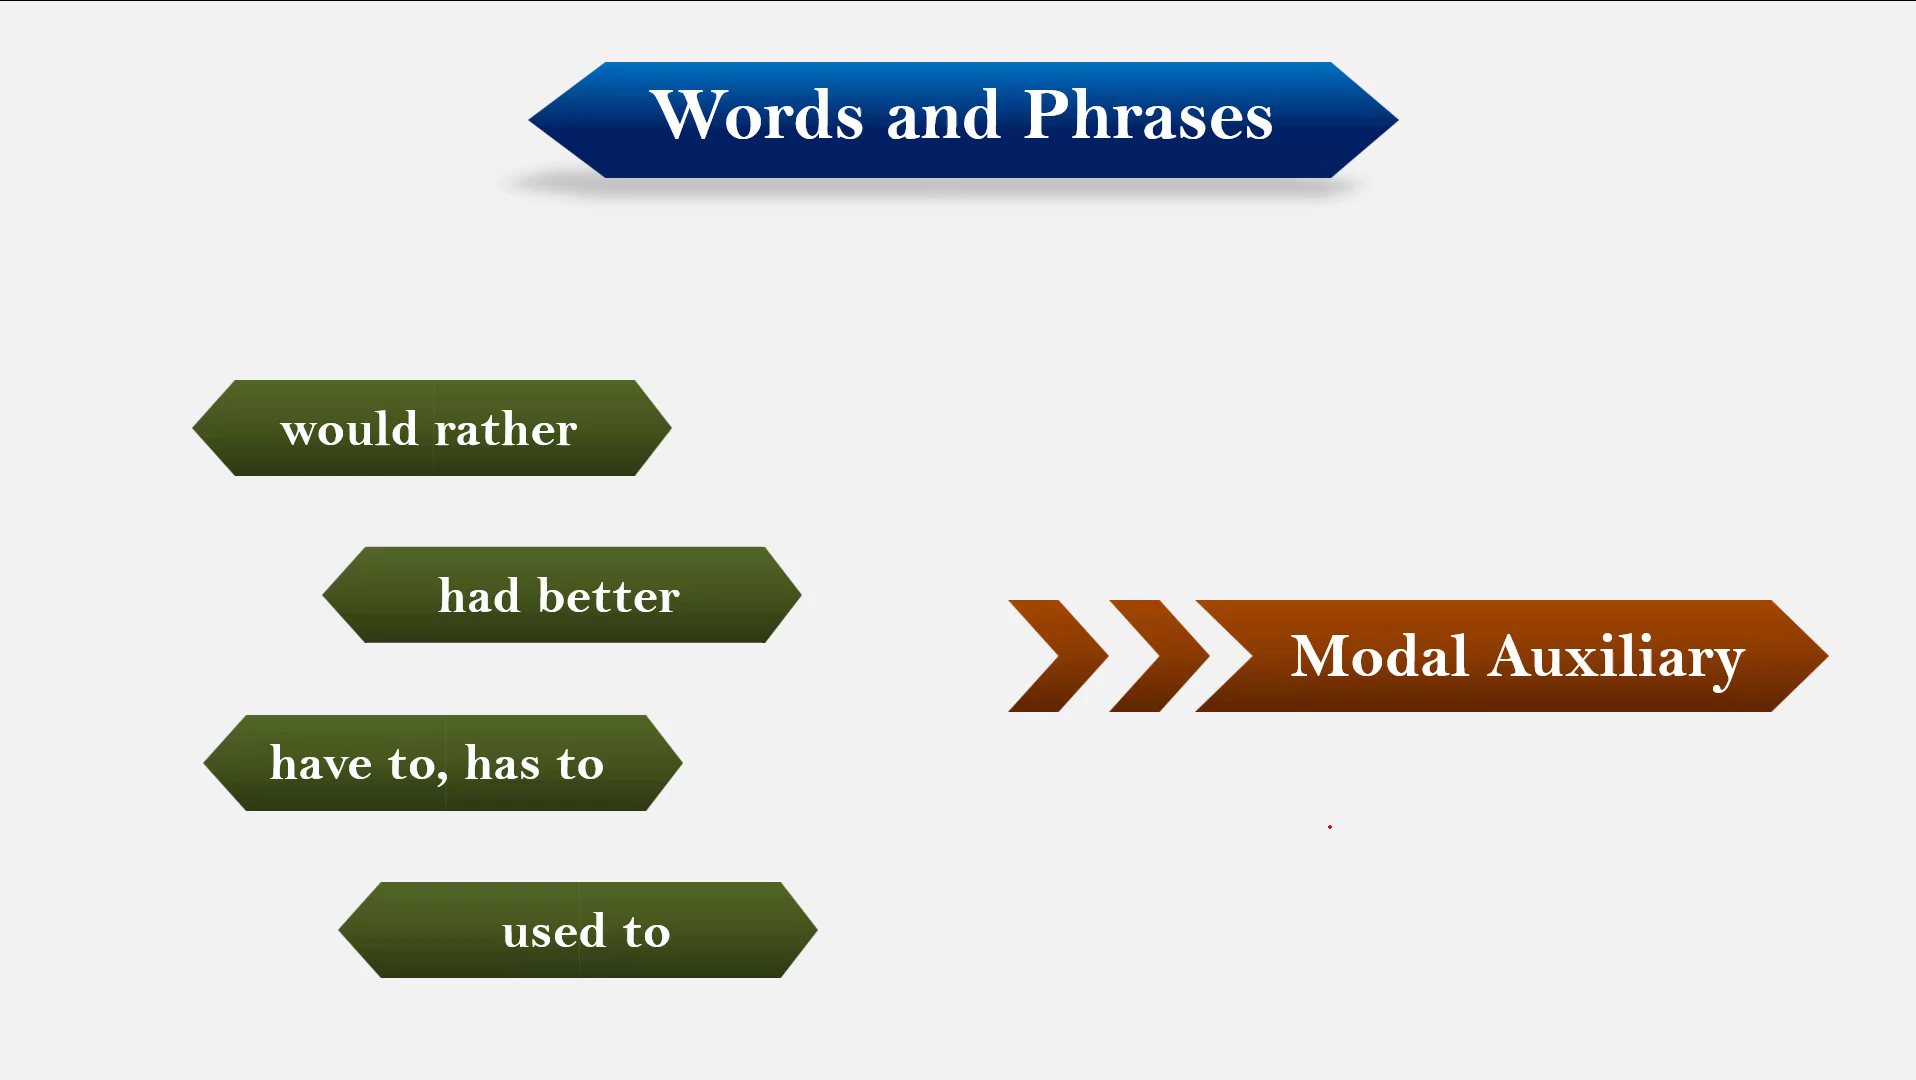 Words and Phrases
would rather
had better
Modal Auxiliary
have to, has to
used to